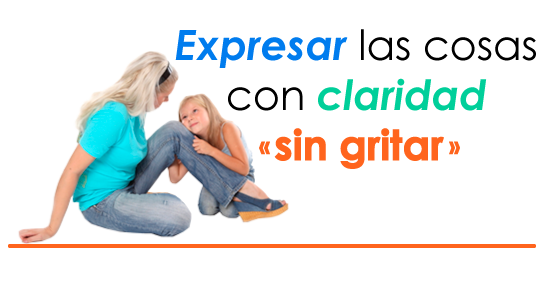 Expresar las cosas
con claridad
«sin gritar»